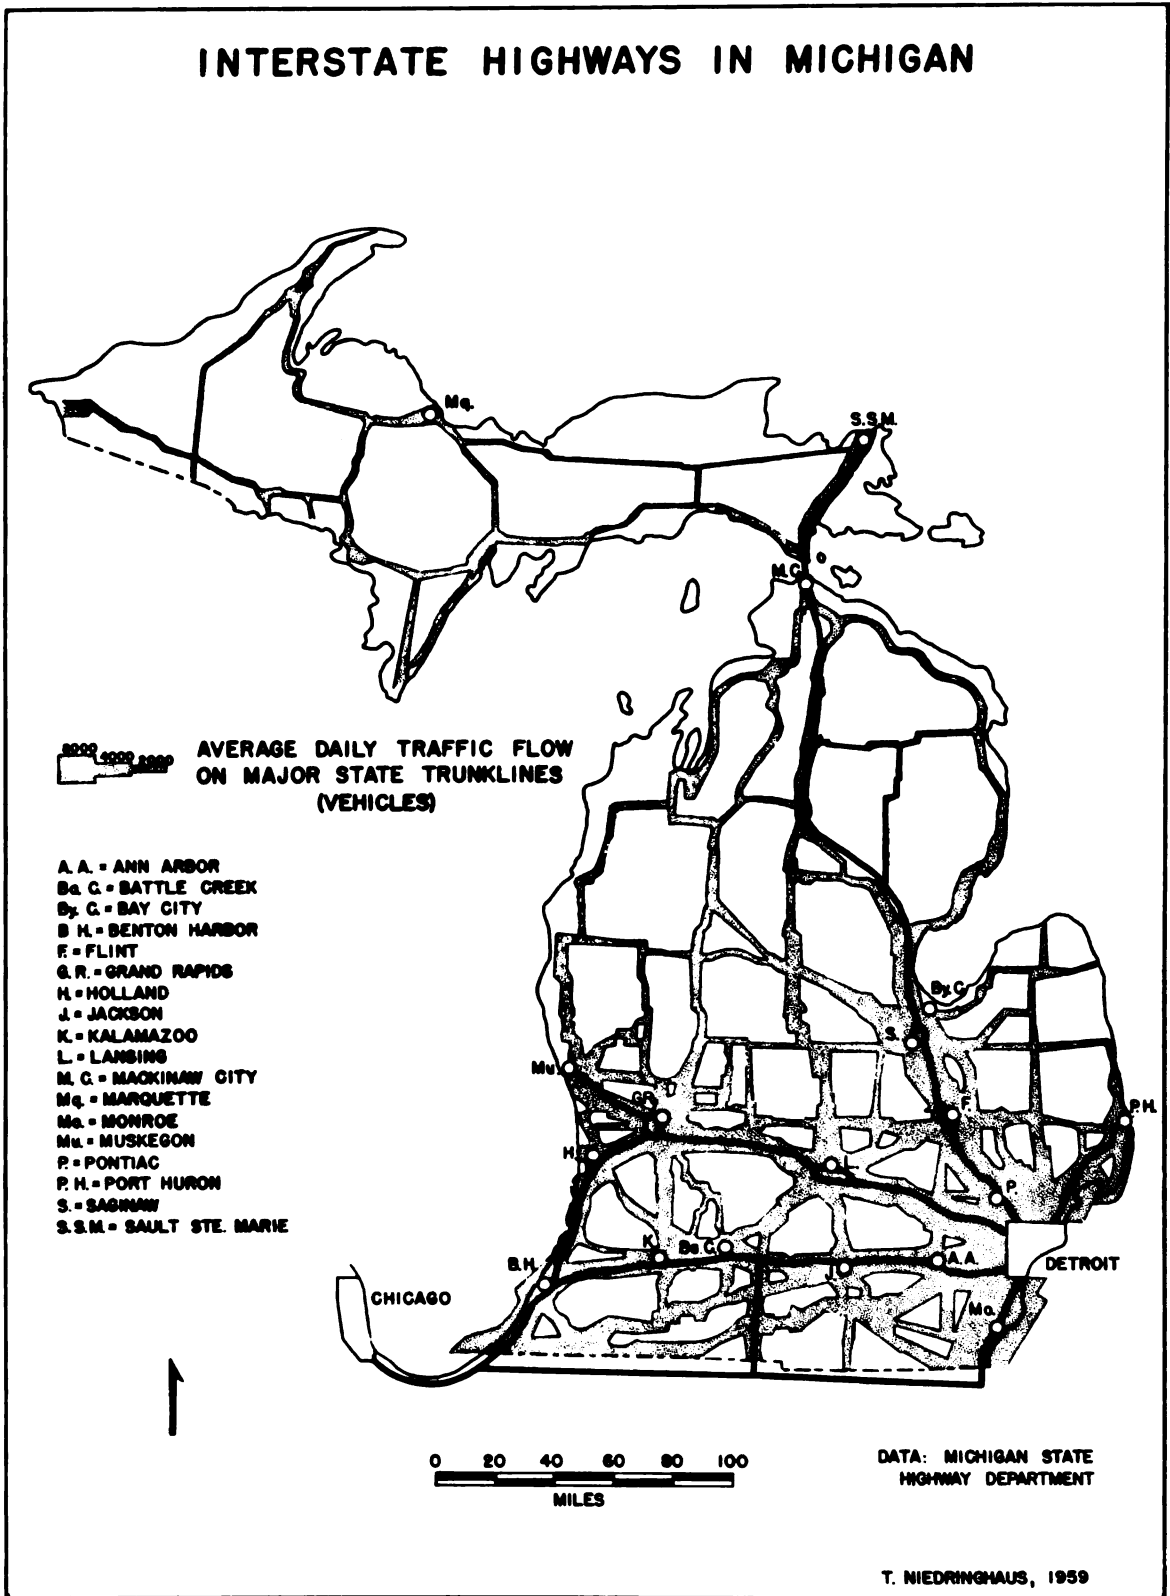 INTERSTATE HIGHWAYS IN MICHIGAN
Mq.
S.S.M.
M.C.
8000 4000 2000
AVERAGE DAILY TRAFFIC FLOW
ON MAJOR STATE TRUNKLINES
(VEHICLES)
A. A. = ANN ARBOR
Ba. C. = BATTLE CREEK
By. C. = BAY CITY
B. H. = BENTON HARBOR
F. = FLINT
G. R. = GRAND RAPIDS
H. = HOLLAND
J. = JACKSON
K. = KALAMAZOO
L. = LANSING
M. C. = MACKINAW CITY
Mq. = MARQUETTE
Mo. = MONROE
Mu. = MUSKEGON
P. = PONTIAC
P. H. = PORT HURON
S. = SAGINAW
S.S.M. = SAULT STE. MARIE
By. C.
S.
Mu.
G.R.
F.
P.H.
H.
L.
P.
K.
Ba. C.
A.A.
J.
DETROIT
B.H.
CHICAGO
Mo.
0 20 40 60 80 100
MILES
DATA: MICHIGAN STATE
HIGHWAY DEPARTMENT
T. NIEDRINGHAUS, 1959